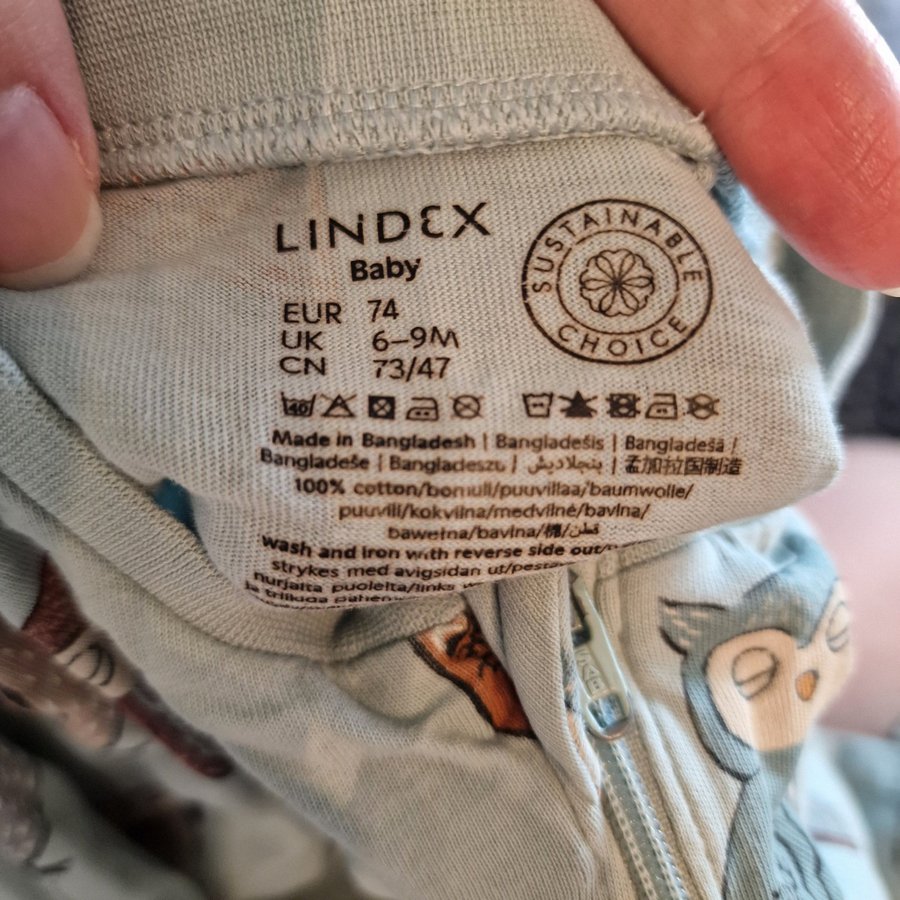 LINDEX
Baby
SUSTAINABLE
CHOICE
EUR 74
UK 6-9M
CN 73/47
40
Made in Bangladesh | Bangladešis | Bangladešā |
Bangladeše | Bangladeszu | بنجلاديش | 孟加拉国制造
100% cotton/bomull/puuvillaa/baumwolle/
puuvill/kokvilna/medvilnė/bavlna/
bawełna/bavlna/棉/قطن
wash and iron with reverse side out/
strykes med avigsidan ut/pestava
nurjalta puolelta/links